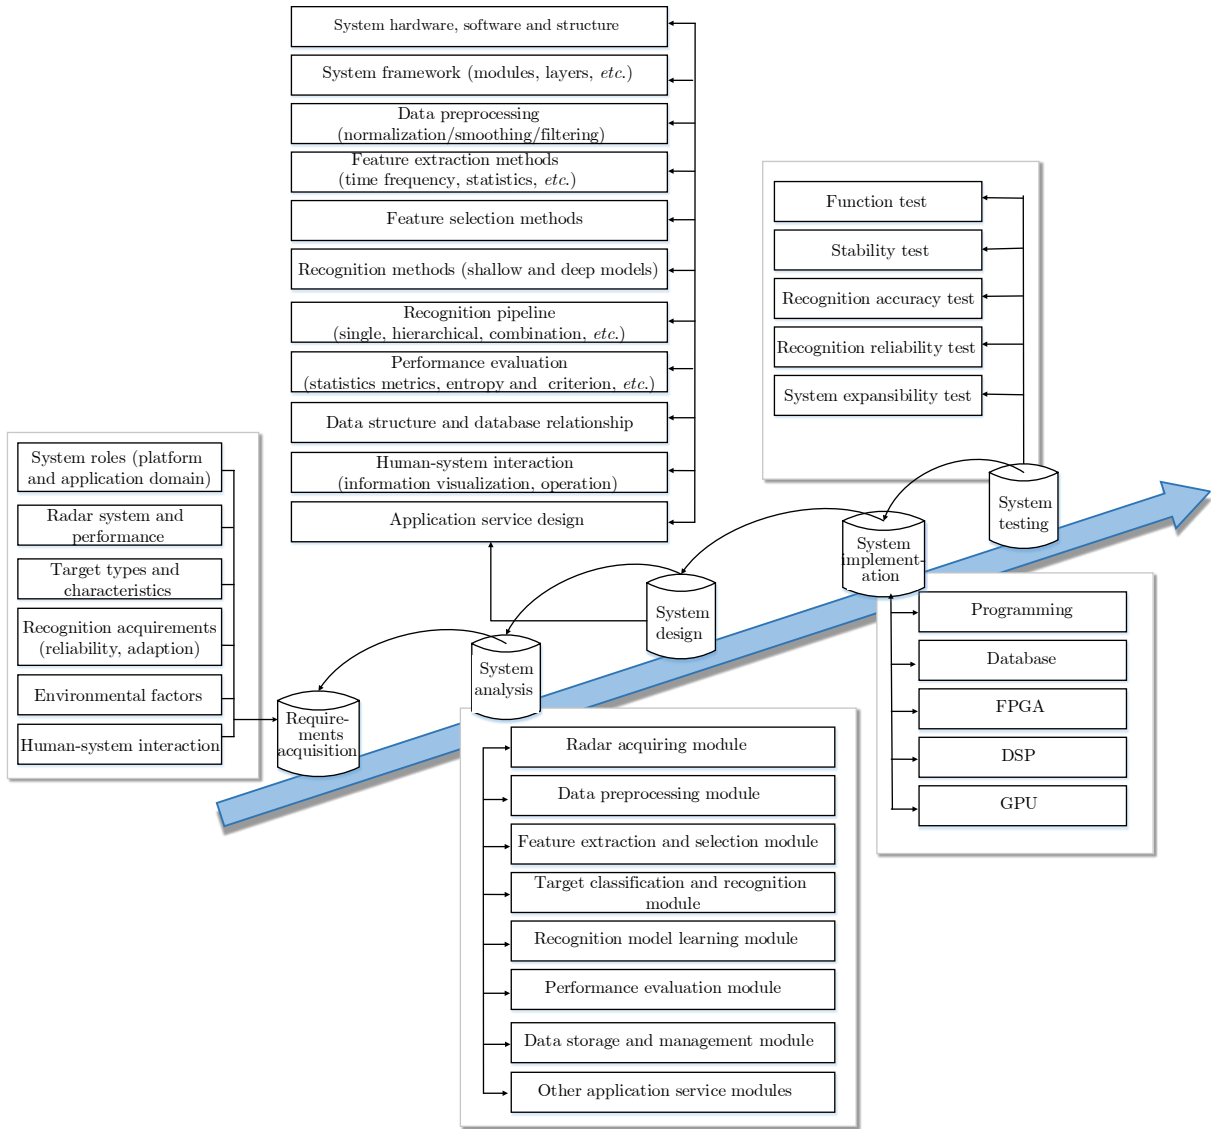 System hardware, software and structure
System framework (modules, layers, etc.)
Data preprocessing
(normalization/smoothing/filtering)
Feature extraction methods
(time frequency, statistics, etc.)
Feature selection methods
Recognition methods (shallow and deep models)
Recognition pipeline
(single, hierarchical, combination, etc.)
Performance evaluation
(statistics metrics, entropy and criterion, etc.)
Data structure and database relationship
Human-system interaction
(information visualization, operation)
Application service design
Function test
Stability test
Recognition accuracy test
Recognition reliability test
System expansibility test
System roles (platform
and application domain)
Radar system and
performance
Target types and
characteristics
Recognition acquirements
(reliability, adaption)
Environmental factors
Human-system interaction
Require-
ments
acquisition
System
analysis
System
design
System
implement-
ation
System
testing
Programming
Database
FPGA
DSP
GPU
Radar acquiring module
Data preprocessing module
Feature extraction and selection module
Target classification and recognition
module
Recognition model learning module
Performance evaluation module
Data storage and management module
Other application service modules